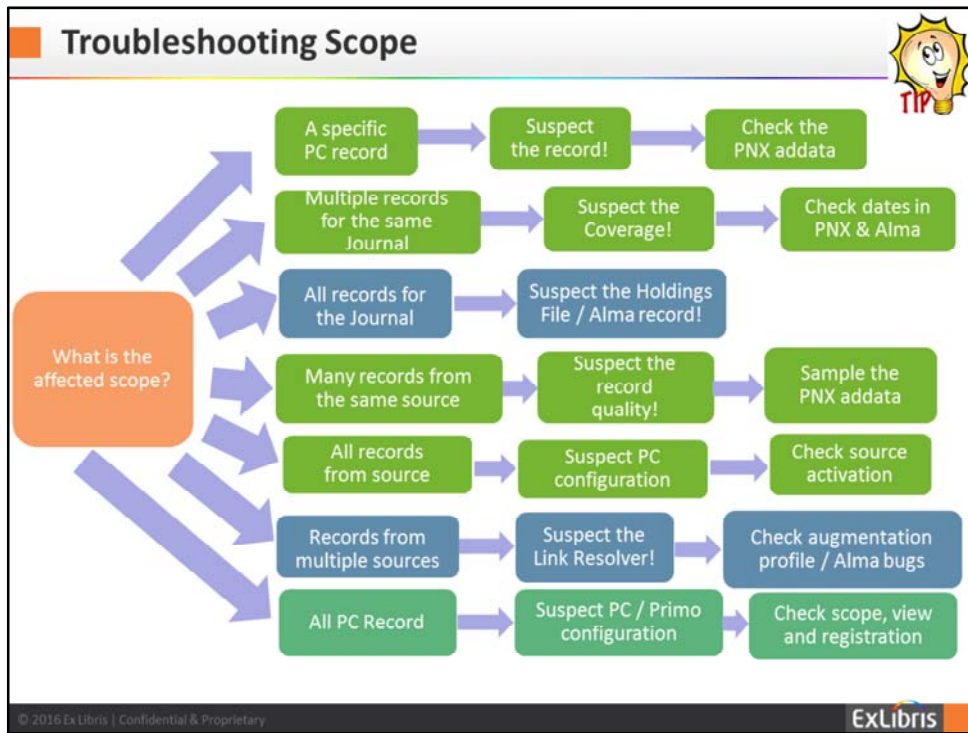 Troubleshooting Scope
TIP
What is the
affected scope?
A specific
PC record
Suspect
the record!
Check the
PNX addata
Multiple records
for the same
Journal
Suspect the
Coverage!
Check dates in
PNX & Alma
All records for
the Journal
Suspect the Holdings
File / Alma record!
Many records from
the same source
Suspect the
record
quality!
Sample the
PNX addata
All records
from source
Suspect PC
configuration
Check source
activation
Records from
multiple sources
Suspect the
Link Resolver!
Check augmentation
profile / Alma bugs
All PC Record
Suspect PC / Primo
configuration
Check scope, view
and registration
© 2016 Ex Libris | Confidential & Proprietary
ExLibris